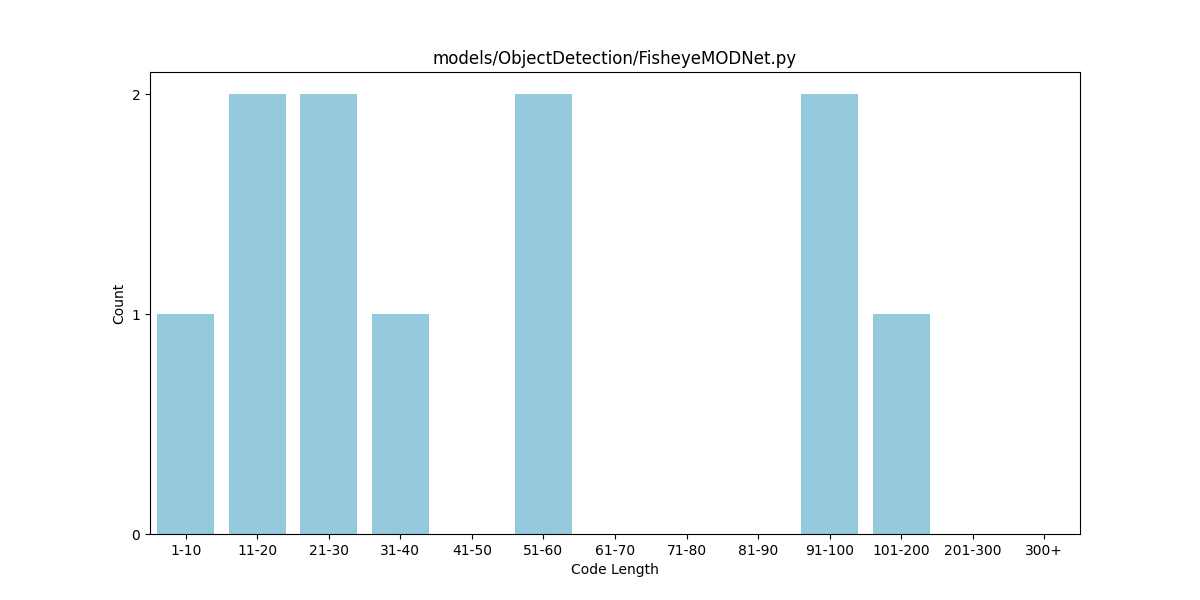 models/ObjectDetection/FisheyeMODNet.py
Count
2
1
0
1-10 11-20 21-30 31-40 41-50 51-60 61-70 71-80 81-90 91-100 101-200 201-300 300+
Code Length